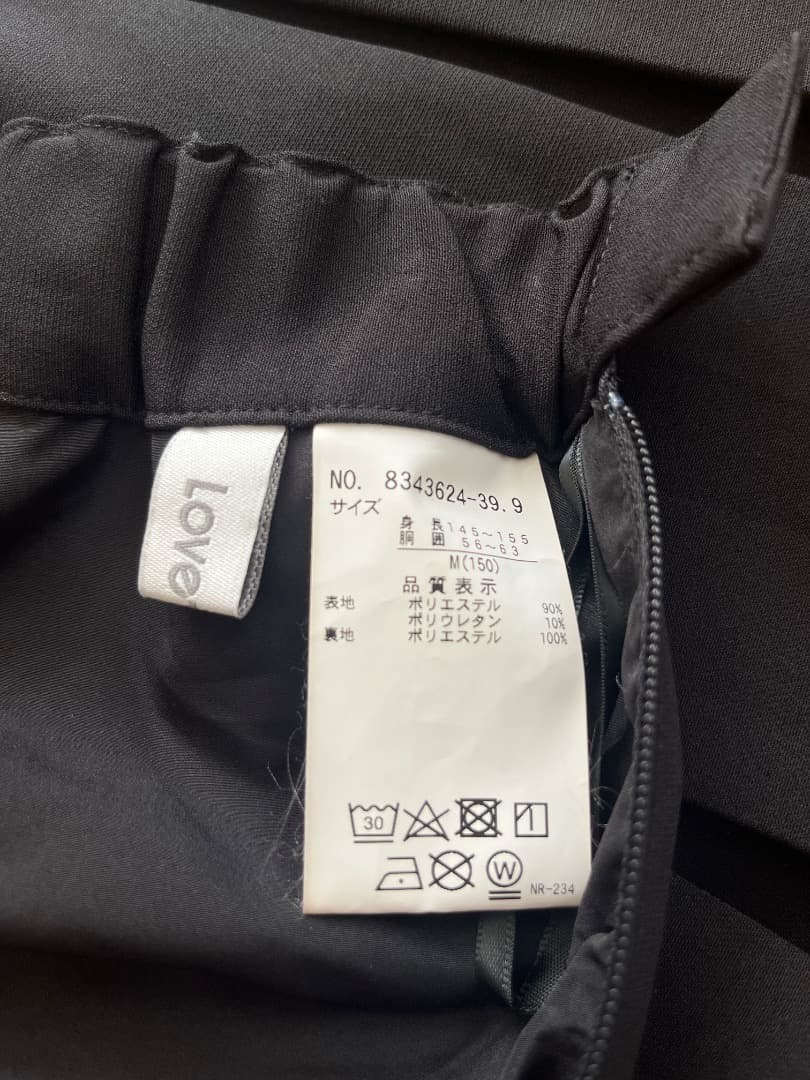 Love
NO. 8343624-39.9
サイズ
身長145~155
胴囲 56~63
M(150)
品質表示
表地 ポリエステル 90%
ポリウレタン 10%
裏地 ポリエステル 100%
30
W
NR-234